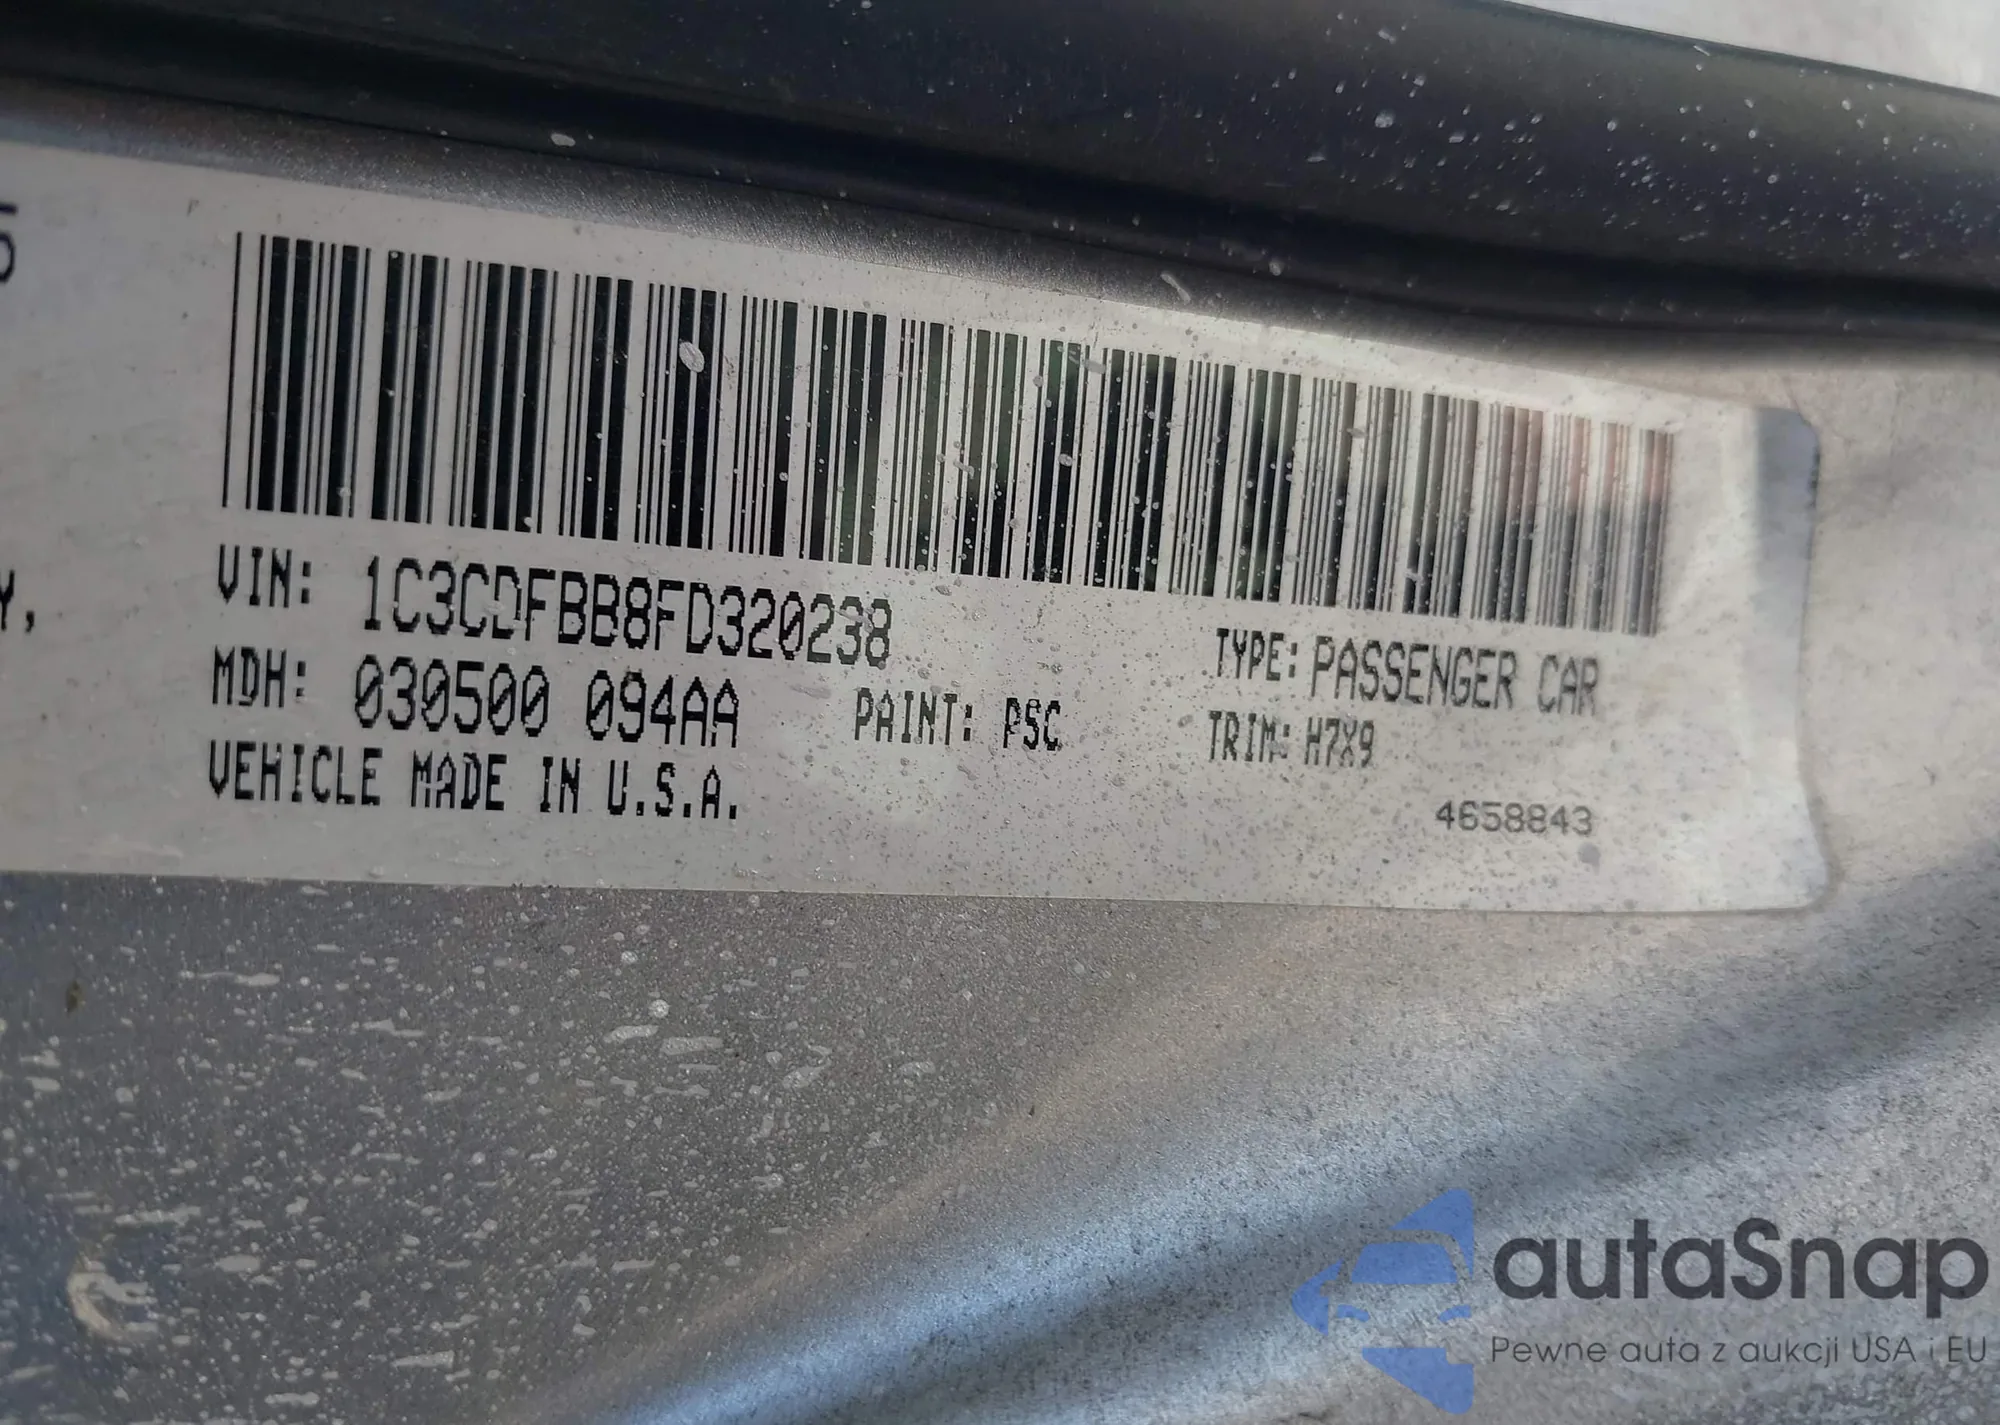 Y,
VIN: 1C3CDFBB8FD320238
TYPE: PASSENGER CAR
MDH: 030500 094AA
PAINT: PSC
TRIM: H7X9
VEHICLE MADE IN U.S.A.
4658843
autaSnap
Pewne auta z aukcji USA i EU